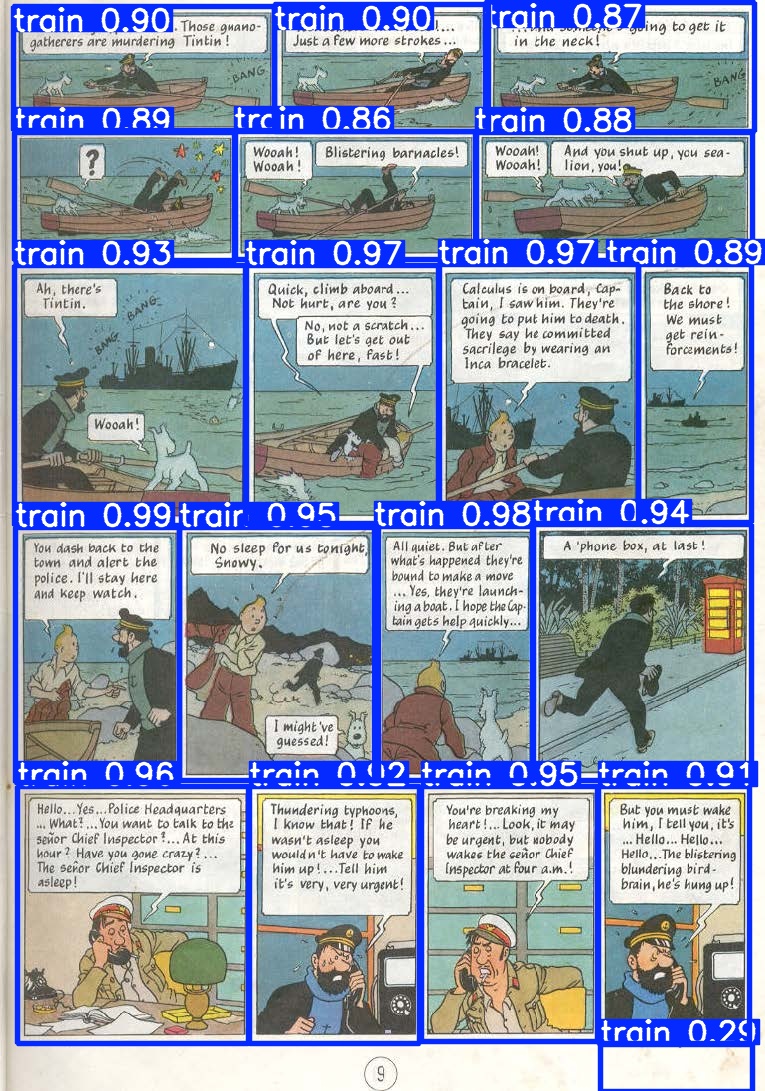 train 0.90
Those guano-
gatherers are murdering Tintin!
BANG
train 0.90
Just a few more strokes...
train 0.87
going to get it
in the neck!
BANG
train 0.89
?
train 0.86
Wooah!
Wooah!
Blistering barnacles!
train 0.88
Wooah!
Wooah!
And you shut up, you sea-
lion, you!
train 0.93
Ah, there's
Tintin.
BANG
BANG
Wooah!
train 0.97
Quick, climb aboard...
Not hurt, are you?
No, not a scratch...
But let's get out
of here, fast!
train 0.97
Calculus is on board, Cap-
tain, I saw him. They're
going to put him to death.
They say he committed
sacrilege by wearing an
Inca bracelet.
train 0.89
Back to
the shore!
We must
get rein-
forcements!
train 0.99
You dash back to the
town and alert the
police. I'll stay here
and keep watch.
train 0.95
No sleep for us tonight,
Snowy.
I might've
guessed!
train 0.98
All quiet. But after
what's happened they're
bound to make a move
... Yes, they're launch-
ing a boat. I hope the Cap-
tain gets help quickly...
train 0.94
A 'phone box, at last!
train 0.96
Hello...Yes...Police Headquarters
... What?...You want to talk to the
señor Chief Inspector?... At this
hour? Have you gone crazy?...
The señor Chief Inspector is
asleep!
train 0.92
Thundering typhoons,
I know that! If he
wasn't asleep you
wouldn't have to wake
him up!...Tell him
it's very, very urgent!
train 0.95
You're breaking my
heart!... Look, it may
be urgent, but nobody
wakes the señor Chief
Inspector at four a.m.!
train 0.91
But you must wake
him, I tell you, it's
... Hello... Hello...
Hello...The blistering
blundering bird-
brain, he's hung up!
train 0.29
9